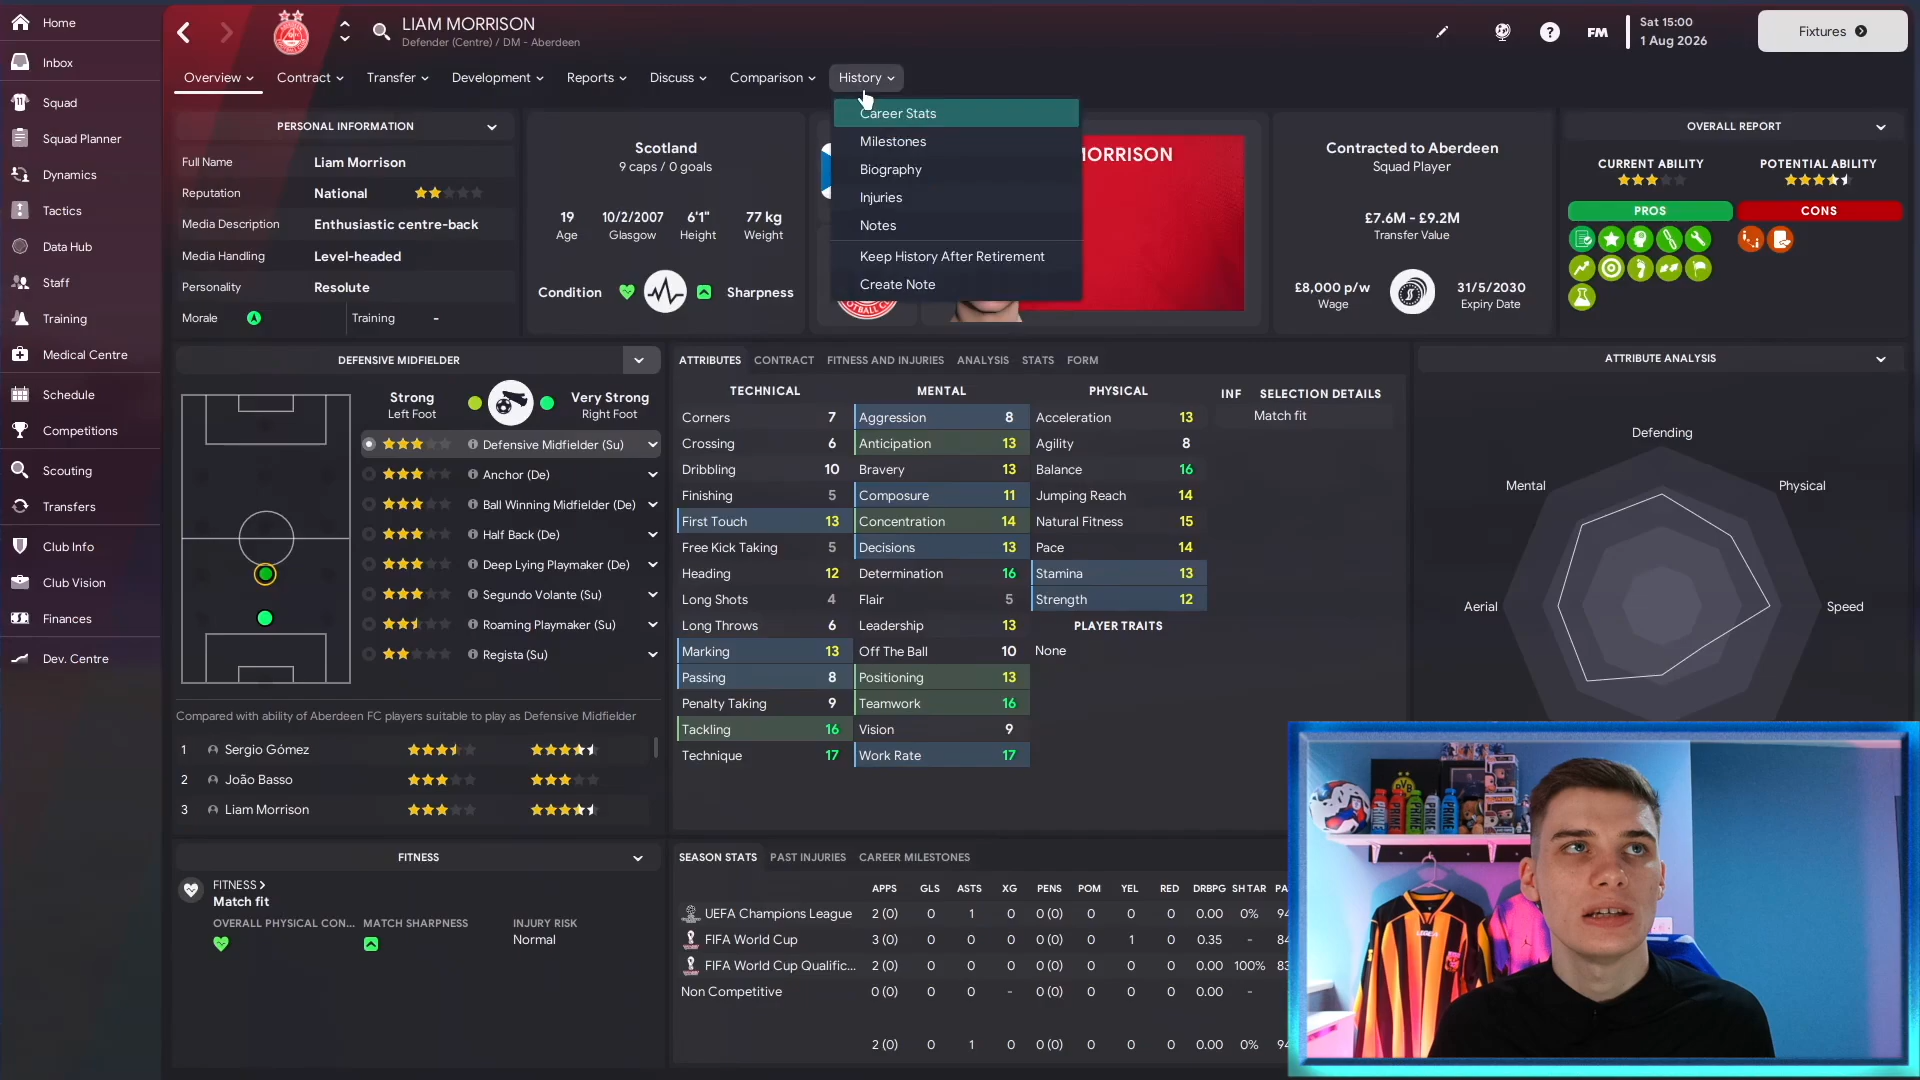 Home
Inbox
Squad
Squad Planner
Dynamics
Tactics
Data Hub
Staff
Training
Medical Centre
Schedule
Competitions
Scouting
Transfers
Club Info
Club Vision
Finances
Dev. Centre
LIAM MORRISON
Defender (Centre) / DM - Aberdeen
FM
Sat 15:00
1 Aug 2026
Fixtures
Overview
Contract
Transfer
Development
Reports
Discuss
Comparison
History
Career Stats
Milestones
Biography
Injuries
Notes
Keep History After Retirement
Create Note
PERSONAL INFORMATION
Full Name Liam Morrison
Reputation National
Media Description Enthusiastic centre-back
Media Handling Level-headed
Personality Resolute
Morale Training -
Scotland
9 caps / 0 goals
19 10/2/2007 6'1" 77 kg
Age Glasgow Height Weight
Condition Sharpness
MORRISON
Contracted to Aberdeen
Squad Player
£7.6M - £9.2M
Transfer Value
£8,000 p/w 31/5/2030
Wage Expiry Date
OVERALL REPORT
CURRENT ABILITY POTENTIAL ABILITY
PROS CONS
DEFENSIVE MIDFIELDER
Strong Very Strong
Left Foot Right Foot
Defensive Midfielder (Su)
Anchor (De)
Ball Winning Midfielder (De)
Half Back (De)
Deep Lying Playmaker (De)
Segundo Volante (Su)
Roaming Playmaker (Su)
Regista (Su)
Compared with ability of Aberdeen FC players suitable to play as Defensive Midfielder
1 Sergio Gómez
2 João Basso
3 Liam Morrison
FITNESS
FITNESS
Match fit
OVERALL PHYSICAL CON... MATCH SHARPNESS INJURY RISK
Normal
ATTRIBUTES CONTRACT FITNESS AND INJURIES ANALYSIS STATS FORM
TECHNICAL MENTAL PHYSICAL
Corners 7 Aggression 8 Acceleration 13
Crossing 6 Anticipation 13 Agility 8
Dribbling 10 Bravery 13 Balance 16
Finishing 5 Composure 11 Jumping Reach 14
First Touch 13 Concentration 14 Natural Fitness 15
Free Kick Taking 5 Decisions 13 Pace 14
Heading 12 Determination 16 Stamina 13
Long Shots 4 Flair 5 Strength 12
Long Throws 6 Leadership 13 PLAYER TRAITS
Marking 13 Off The Ball 10 None
Passing 8 Positioning 13
Penalty Taking 9 Teamwork 16
Tackling 16 Vision 9
Technique 17 Work Rate 17
INF SELECTION DETAILS
Match fit
ATTRIBUTE ANALYSIS
Defending
Mental Physical
Aerial Speed
SEASON STATS PAST INJURIES CAREER MILESTONES
APPS GLS ASTS XG PENS POM YEL RED DRBPG SH TAR PA
UEFA Champions League 2 (0) 0 1 0 0 (0) 0 0 0 0.00 0% 94
FIFA World Cup 3 (0) 0 0 0 0 (0) 0 1 0 0.35 - 84
FIFA World Cup Qualific... 2 (0) 0 0 0 0 (0) 0 0 0 0.00 100% 83
Non Competitive 0 (0) 0 0 - 0 (0) 0 0 0 0.00 -
2 (0) 0 1 0 0 (0) 0 0 0 0.00 0% 94
BVB
PRIME PRIME PRIME PRIME